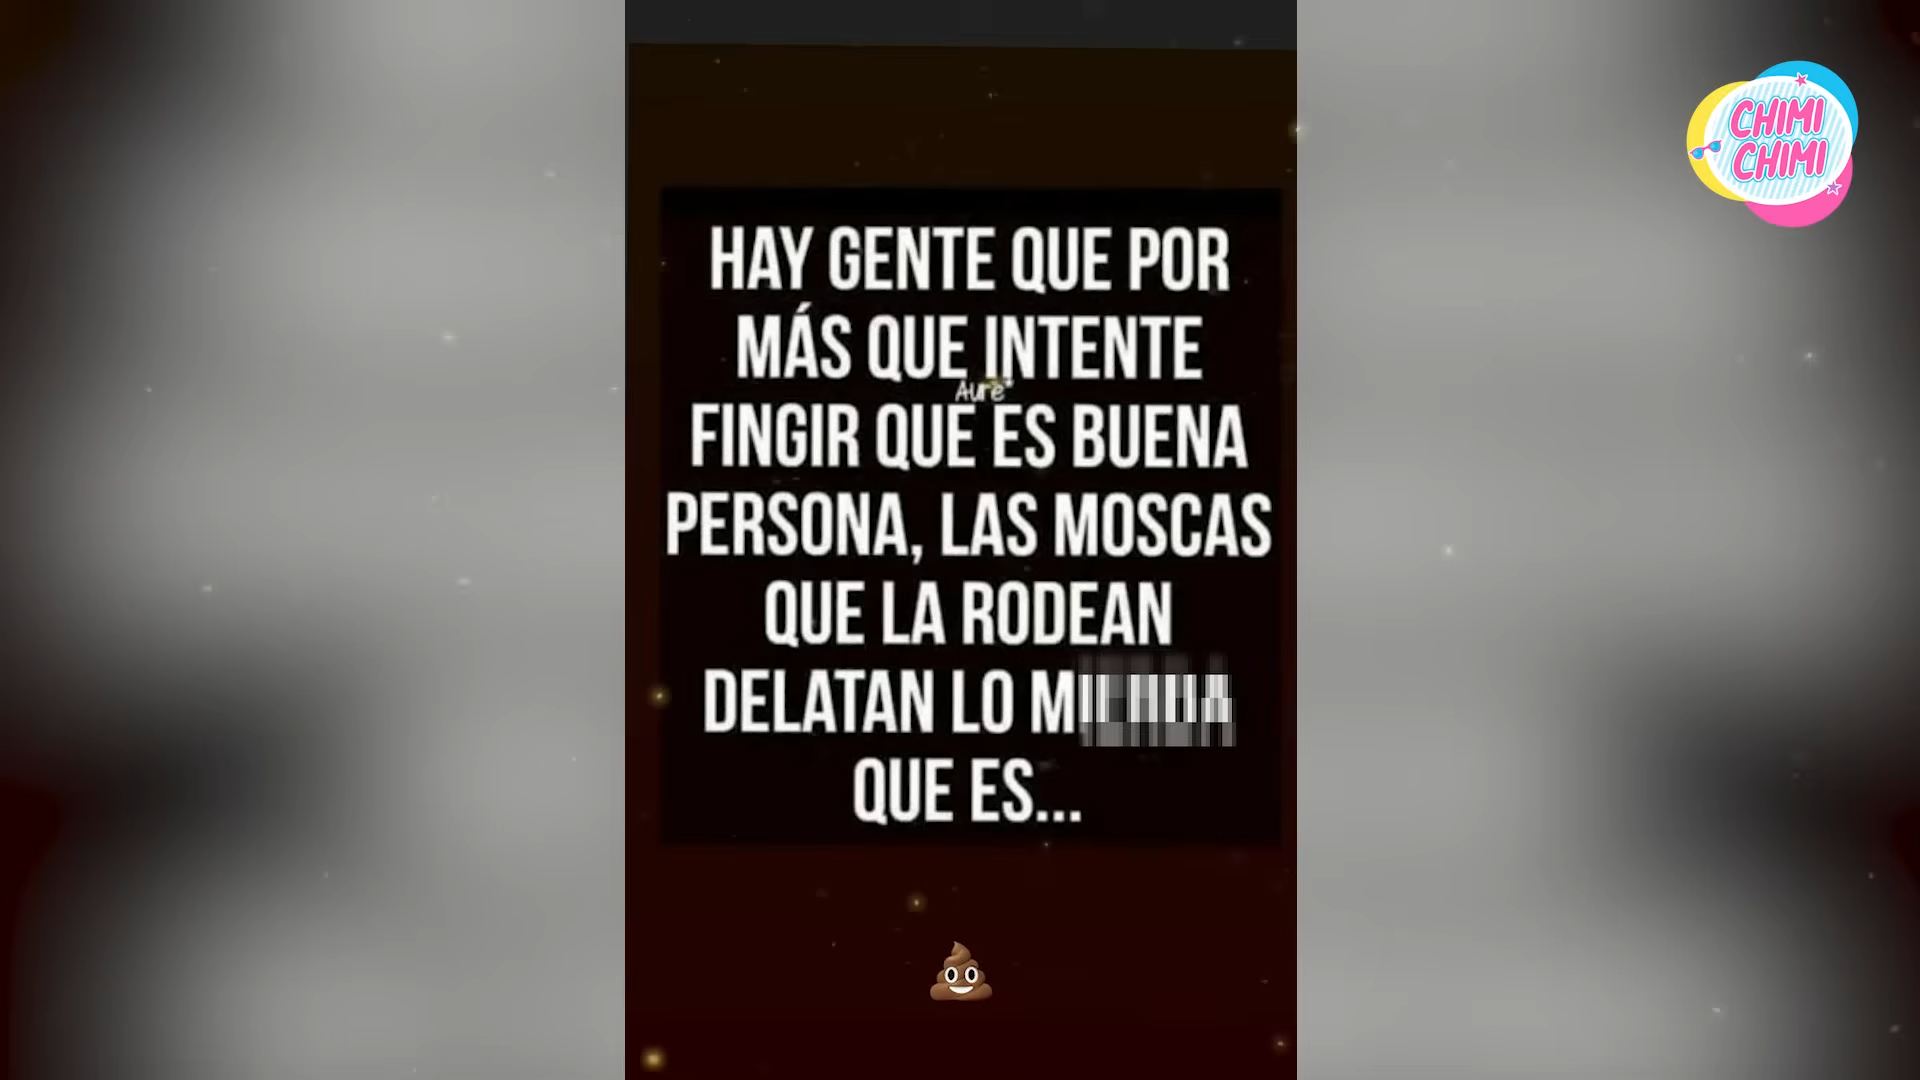 CHIMI
CHIMI
HAY GENTE QUE POR
MÁS QUE INTENTE
Aure*
FINGIR QUE ES BUENA
PERSONA, LAS MOSCAS
QUE LA RODEAN
DELATAN LO
QUE ES...